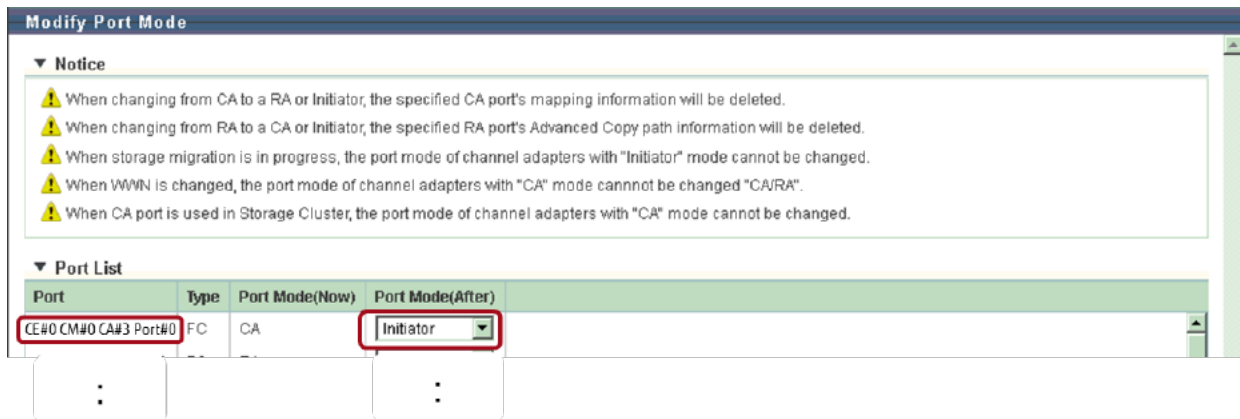 Modify Port Mode
▼ Notice
When changing from CA to a RA or Initiator, the specified CA port's mapping information will be deleted.
When changing from RA to a CA or Initiator, the specified RA port's Advanced Copy path information will be deleted.
When storage migration is in progress, the port mode of channel adapters with "Initiator" mode cannot be changed.
When WWN is changed, the port mode of channel adapters with "CA" mode cannnot be changed "CA/RA".
When CA port is used in Storage Cluster, the port mode of channel adapters with "CA" mode cannot be changed.
▼ Port List
Port Type Port Mode(Now) Port Mode(After)
CE#0 CM#0 CA#3 Port#0 FC CA Initiator
: :